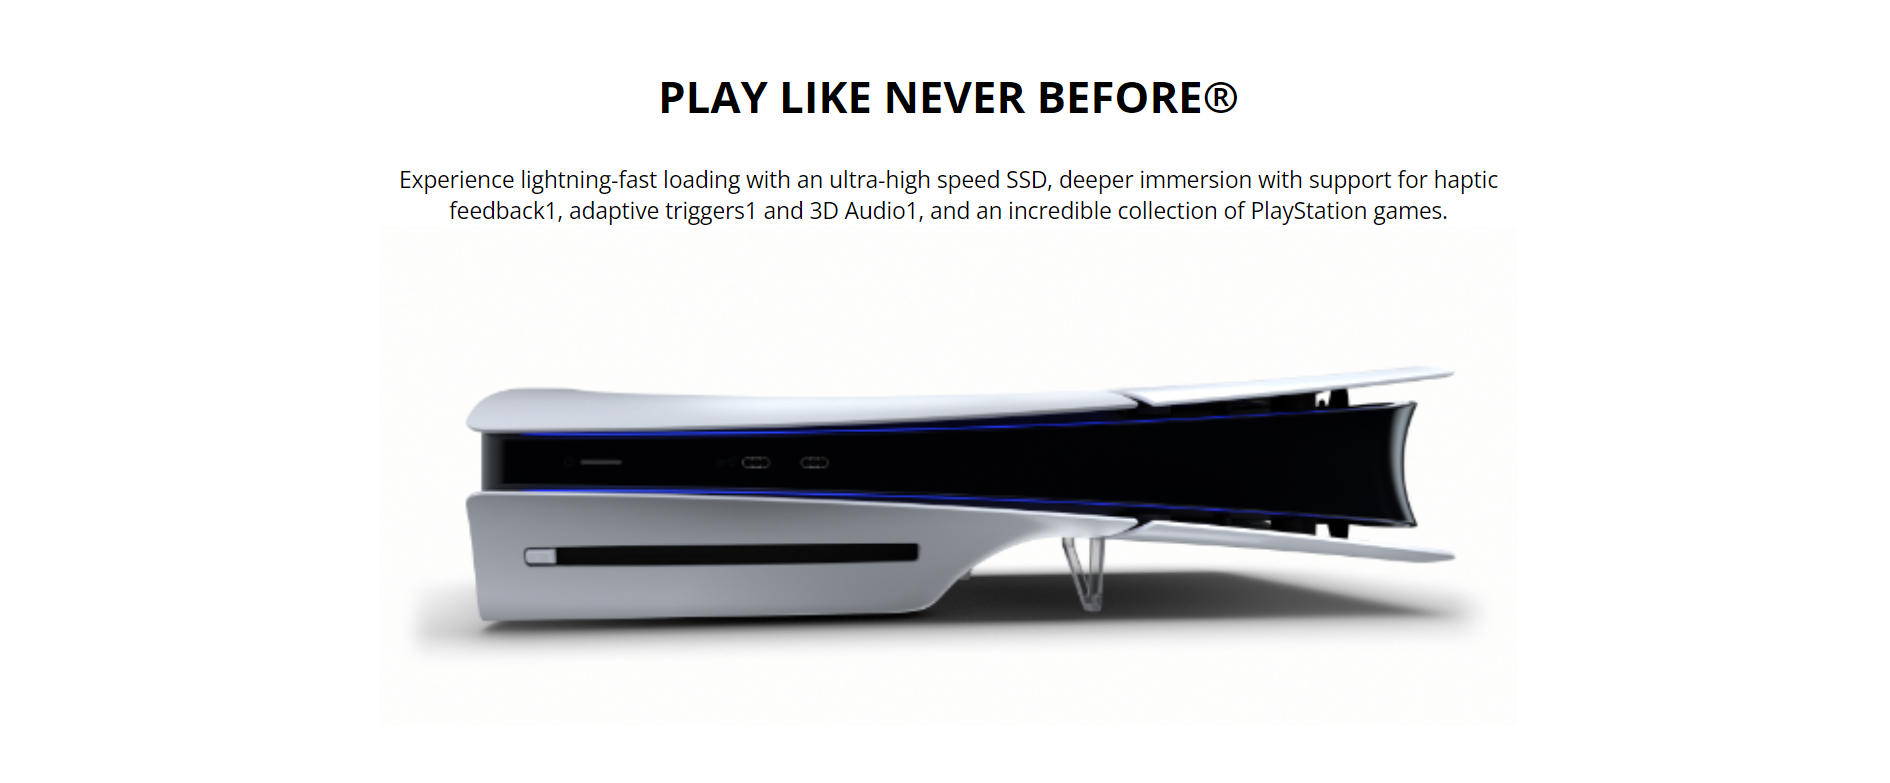 PLAY LIKE NEVER BEFORE®
Experience lightning-fast loading with an ultra-high speed SSD, deeper immersion with support for haptic
feedback1, adaptive triggers1 and 3D Audio1, and an incredible collection of PlayStation games.